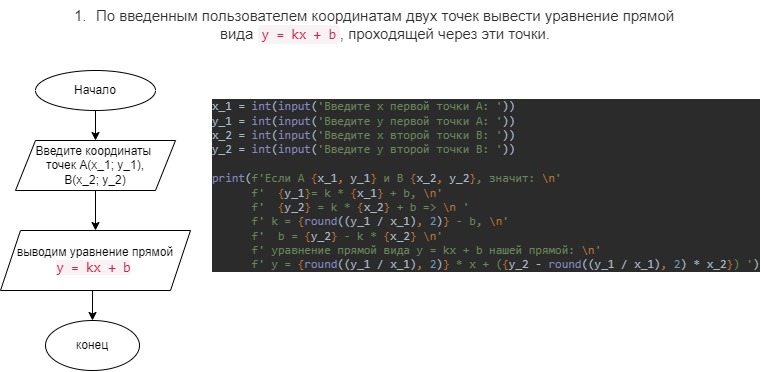 1. По введенным пользователем координатам двух точек вывести уравнение прямой
вида y = kx + b, проходящей через эти точки.
Начало
Введите координаты
точек А(x_1; y_1),
B(x_2; y_2)
выводим уравнение прямой
y = kx + b
конец
x_1 = int(input('Введите x первой точки А: '))
y_1 = int(input('Введите y первой точки А: '))
x_2 = int(input('Введите x второй точки В: '))
y_2 = int(input('Введите y второй точки В: '))
print(f'Если А {x_1, y_1} и В {x_2, y_2}, значит: \n'
f'  {y_1}= k * {x_1} + b, \n'
f'  {y_2} = k * {x_2} + b => \n '
f' k = {round((y_1 / x_1), 2)} - b, \n'
f'  b = {y_2} - k * {x_2} \n'
f' уравнение прямой вида y = kx + b нашей прямой: \n'
f' y = {round((y_1 / x_1), 2)} * x + ({y_2 - round((y_1 / x_1), 2) * x_2}) ')